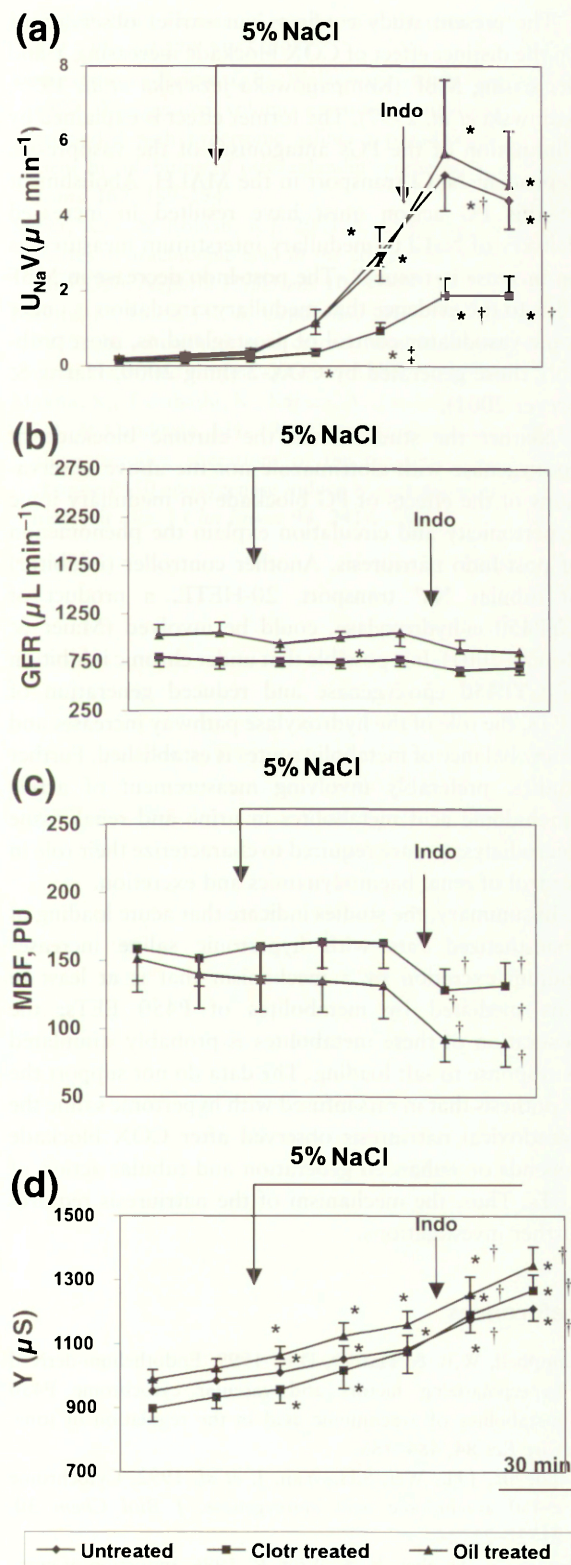 (a)
5% NaCl
Indo
U_Na V(µL min⁻¹)
8
6
4
2
0
* *
* * * † *
* † * †
* * ‡
(b)
5% NaCl
Indo
GFR (µL min⁻¹)
2750
2250
1750
1250
750
250
*
(c)
5% NaCl
Indo
MBF, PU
250
200
150
100
50
† †
† † †
(d)
5% NaCl
Indo
Y (µS)
1500
1300
1100
900
700
* † * †
* * * * † * †
* * * * † * †
*
30 min
Untreated Clotr treated Oil treated